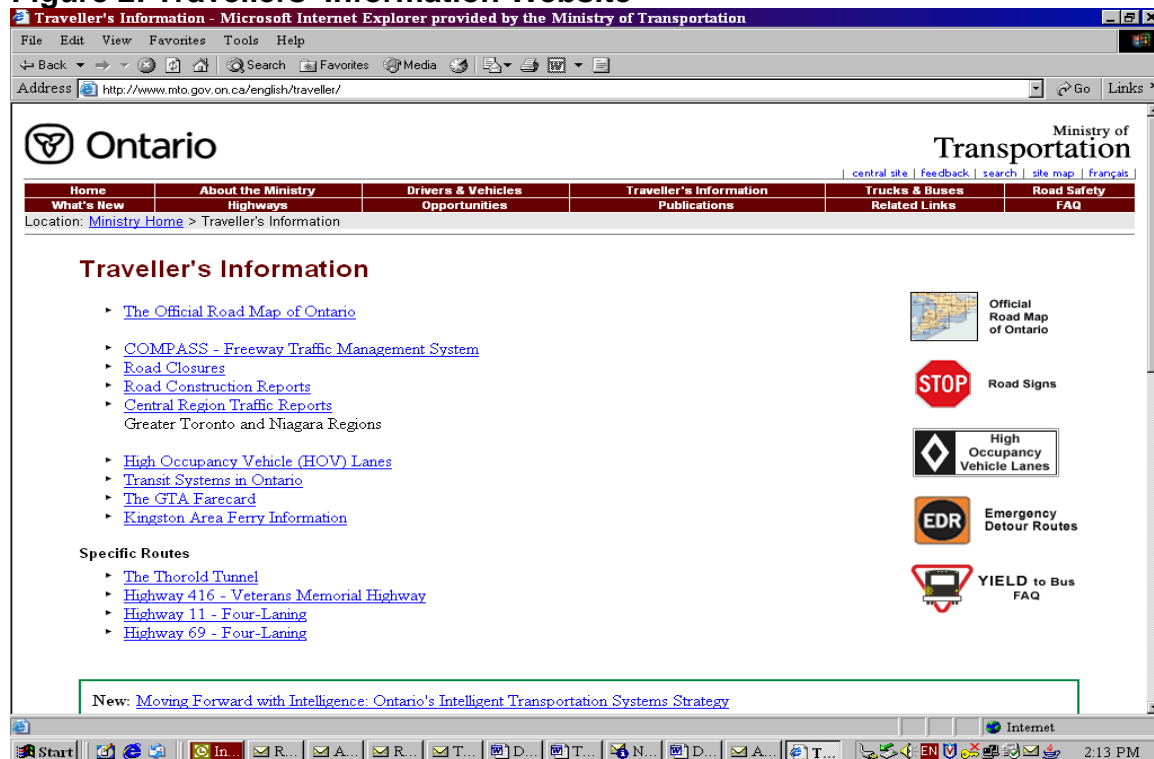 Figure 2: Travellers' Information Website
Traveller's Information - Microsoft Internet Explorer provided by the Ministry of Transportation
File Edit View Favorites Tools Help
Back Search Favorites Media
Address http://www.mto.gov.on.ca/english/traveller/ Go Links
Ontario
Ministry of
Transportation
| central site | feedback | search | site map | français |
Home About the Ministry Drivers & Vehicles Traveller's Information Trucks & Buses Road Safety
What's New Highways Opportunities Publications Related Links FAQ
Location: Ministry Home > Traveller's Information
Traveller's Information
The Official Road Map of Ontario
COMPASS - Freeway Traffic Management System
Road Closures
Road Construction Reports
Central Region Traffic Reports
Greater Toronto and Niagara Regions
High Occupancy Vehicle (HOV) Lanes
Transit Systems in Ontario
The GTA Farecard
Kingston Area Ferry Information
Specific Routes
The Thorold Tunnel
Highway 416 - Veterans Memorial Highway
Highway 11 - Four-Laning
Highway 69 - Four-Laning
Official
Road Map
of Ontario
STOP Road Signs
High
Occupancy
Vehicle Lanes
EDR Emergency
Detour Routes
YIELD to Bus
FAQ
New: Moving Forward with Intelligence: Ontario's Intelligent Transportation Systems Strategy
Internet
Start In... R... A... R... T... D... T... N... D... A... T... EN 2:13 PM